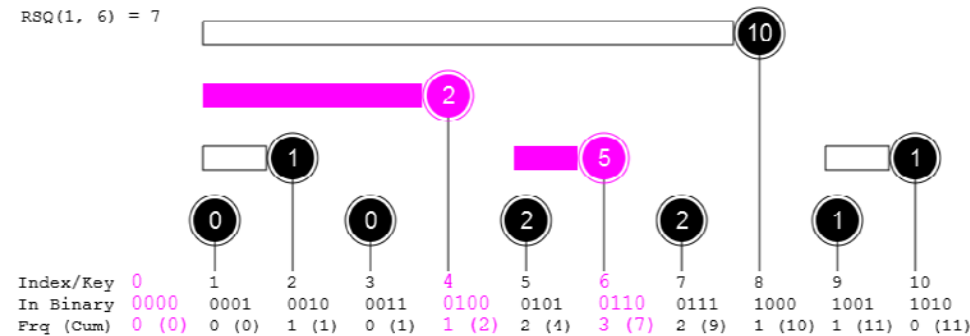 RSQ(1, 6) = 7
10
2
1 5 1
0 0 2 2 1
Index/Key 0 1 2 3 4 5 6 7 8 9 10
In Binary 0000 0001 0010 0011 0100 0101 0110 0111 1000 1001 1010
Frq (Cum) 0 (0) 0 (0) 1 (1) 0 (1) 1 (2) 2 (4) 3 (7) 2 (9) 1 (10) 1 (11) 0 (11)